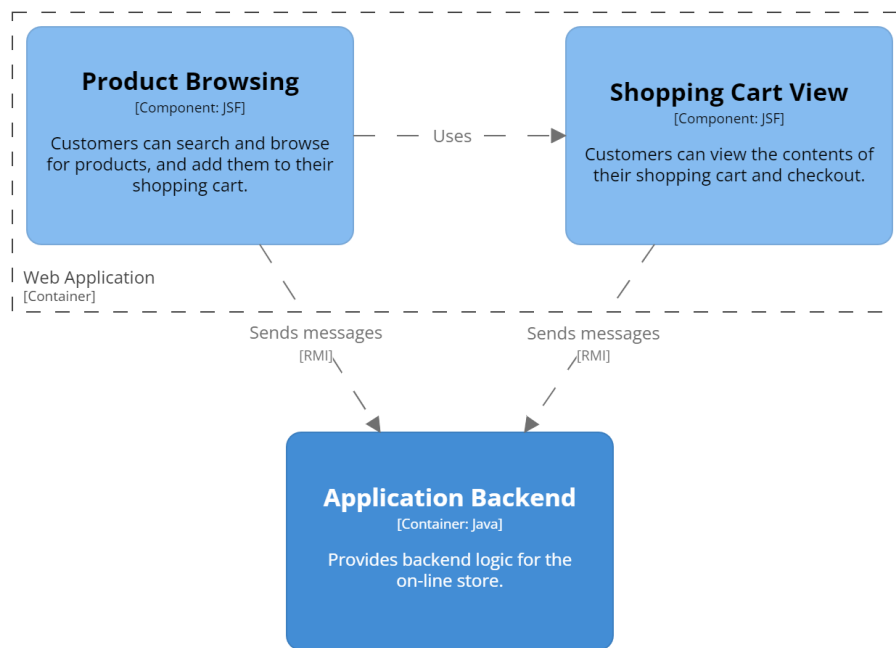 Product Browsing
[Component: JSF]
Customers can search and browse
for products, and add them to their
shopping cart.
Uses
Shopping Cart View
[Component: JSF]
Customers can view the contents of
their shopping cart and checkout.
Web Application
[Container]
Sends messages
[RMI]
Sends messages
[RMI]
Application Backend
[Container: Java]
Provides backend logic for the
on-line store.